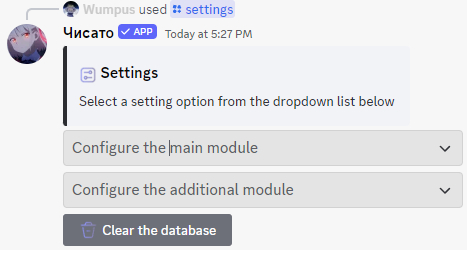 Wumpus used settings
Чисато APP Today at 5:27 PM
Settings
Select a setting option from the dropdown list below
Configure the main module
Configure the additional module
Clear the database